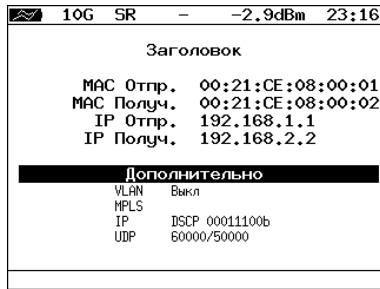 10G SR – -2.9dBm 23:16
Заголовок
MAC Отпр. 00:21:CE:08:00:01
MAC Получ. 00:21:CE:08:00:02
IP Отпр. 192.168.1.1
IP Получ. 192.168.2.2
Дополнительно
VLAN Выкл
MPLS
IP DSCP 00011100b
UDP 60000/50000